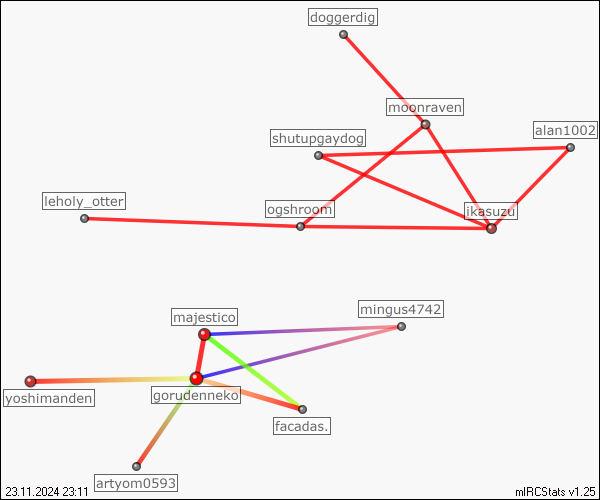 doggerdig
moonraven
alan1002
shutupgaydog
leholy_otter
ogshroom
ikasuzu
mingus4742
majestico
yoshimanden
gorudenneko
facadas.
artyom0593
23.11.2024 23:11
mIRCStats v1.25